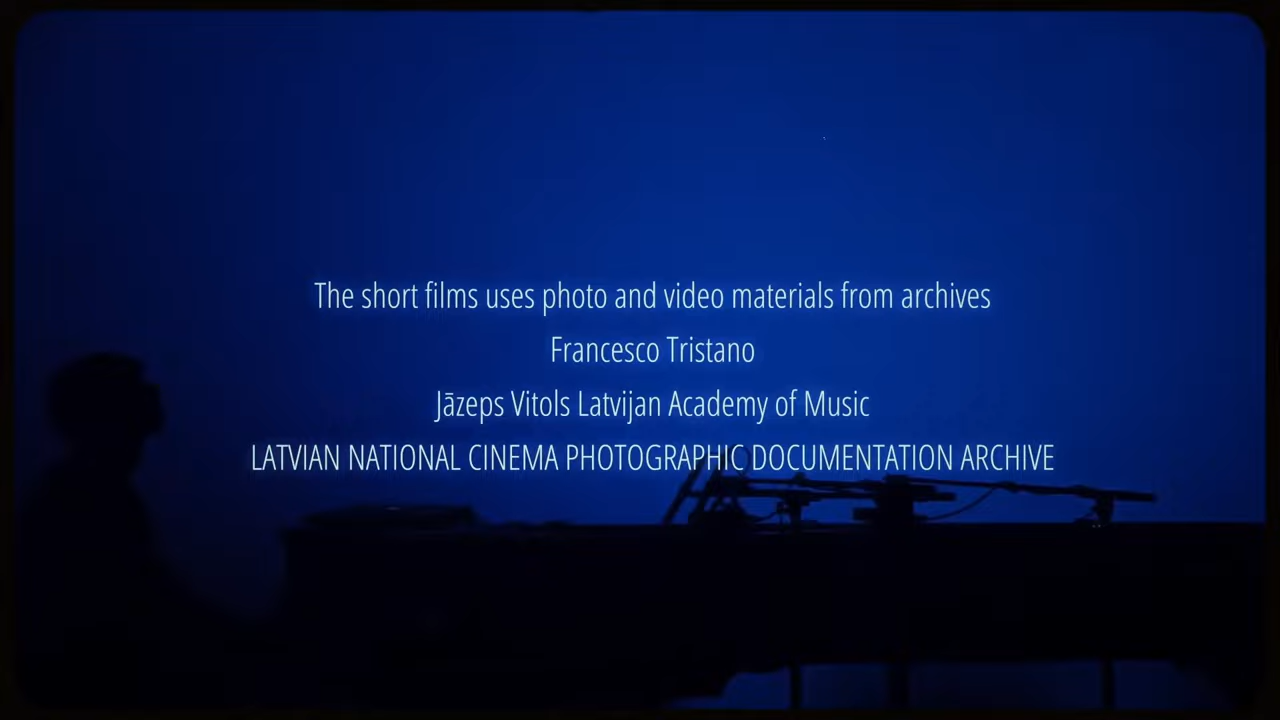 The short films uses photo and video materials from archives
Francesco Tristano
Jāzeps Vitols Latvijan Academy of Music
LATVIAN NATIONAL CINEMA PHOTOGRAPHIC DOCUMENTATION ARCHIVE